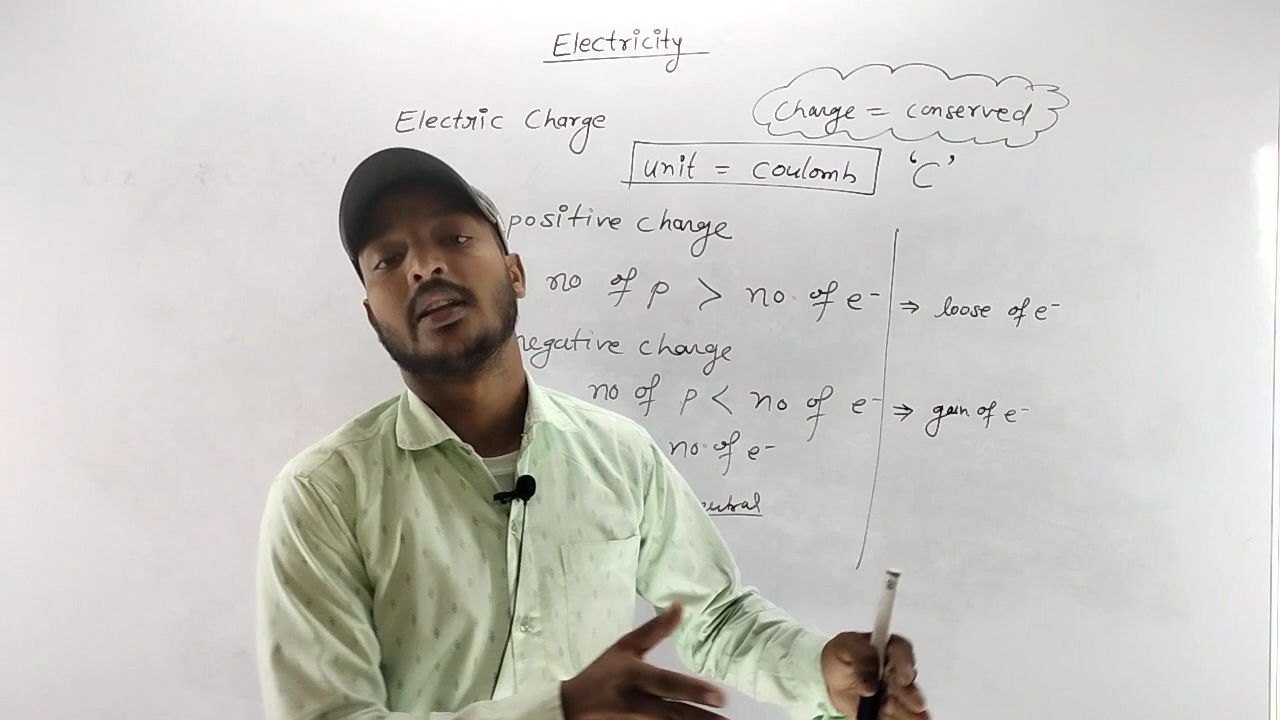 Electricity
Electric Charge
Charge = conserved
unit = coulomb 'C'
positive charge
no of p > no. of e⁻ ⇒ loose of e⁻
negative charge
no of p < no of e⁻ ⇒ gain of e⁻
no. of e⁻